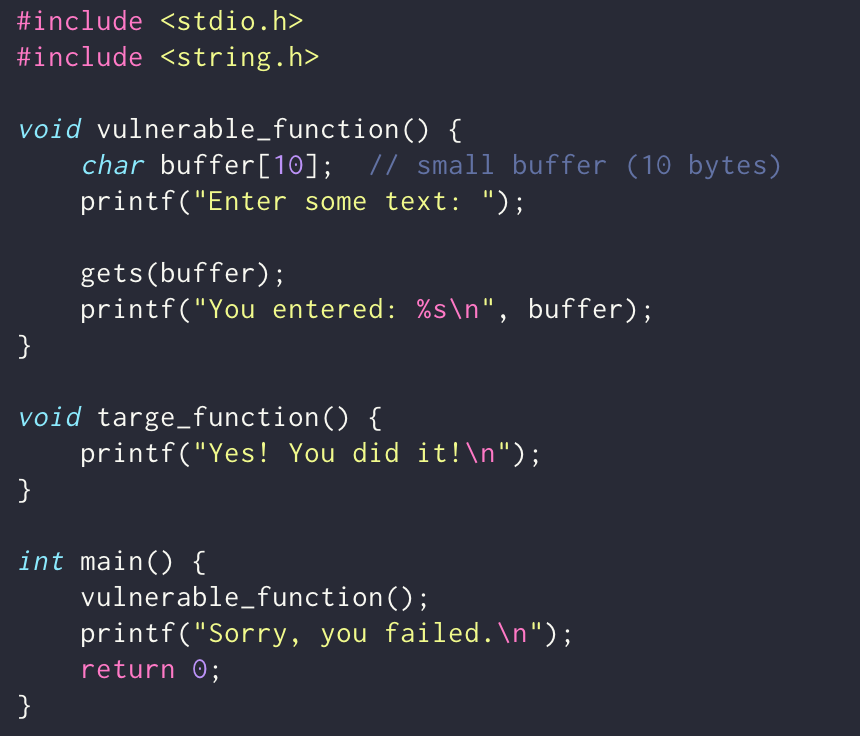 #include <stdio.h>
#include <string.h>

void vulnerable_function() {
    char buffer[10];  // small buffer (10 bytes)
    printf("Enter some text: ");

    gets(buffer);
    printf("You entered: %s\n", buffer);
}

void targe_function() {
    printf("Yes! You did it!\n");
}

int main() {
    vulnerable_function();
    printf("Sorry, you failed.\n");
    return 0;
}